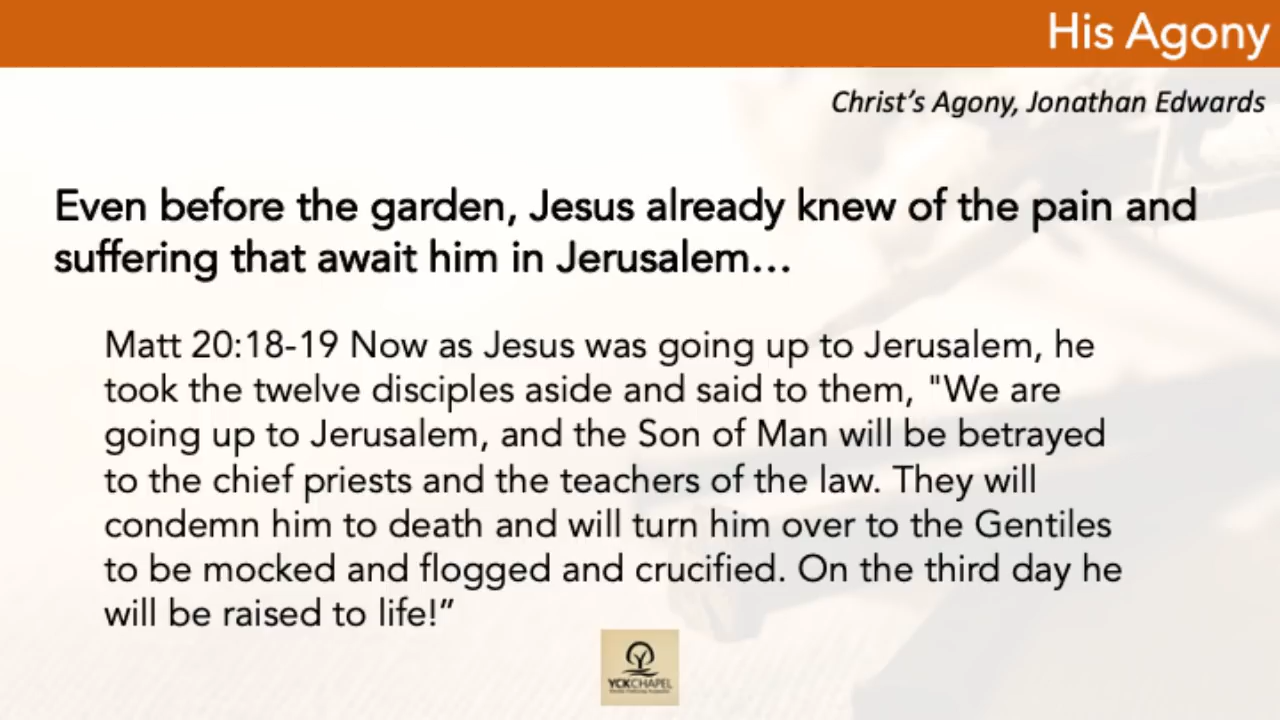 His Agony
Christ’s Agony, Jonathan Edwards
Even before the garden, Jesus already knew of the pain and
suffering that await him in Jerusalem…
Matt 20:18-19 Now as Jesus was going up to Jerusalem, he
took the twelve disciples aside and said to them, "We are
going up to Jerusalem, and the Son of Man will be betrayed
to the chief priests and the teachers of the law. They will
condemn him to death and will turn him over to the Gentiles
to be mocked and flogged and crucified. On the third day he
will be raised to life!”
YCKCHAPEL